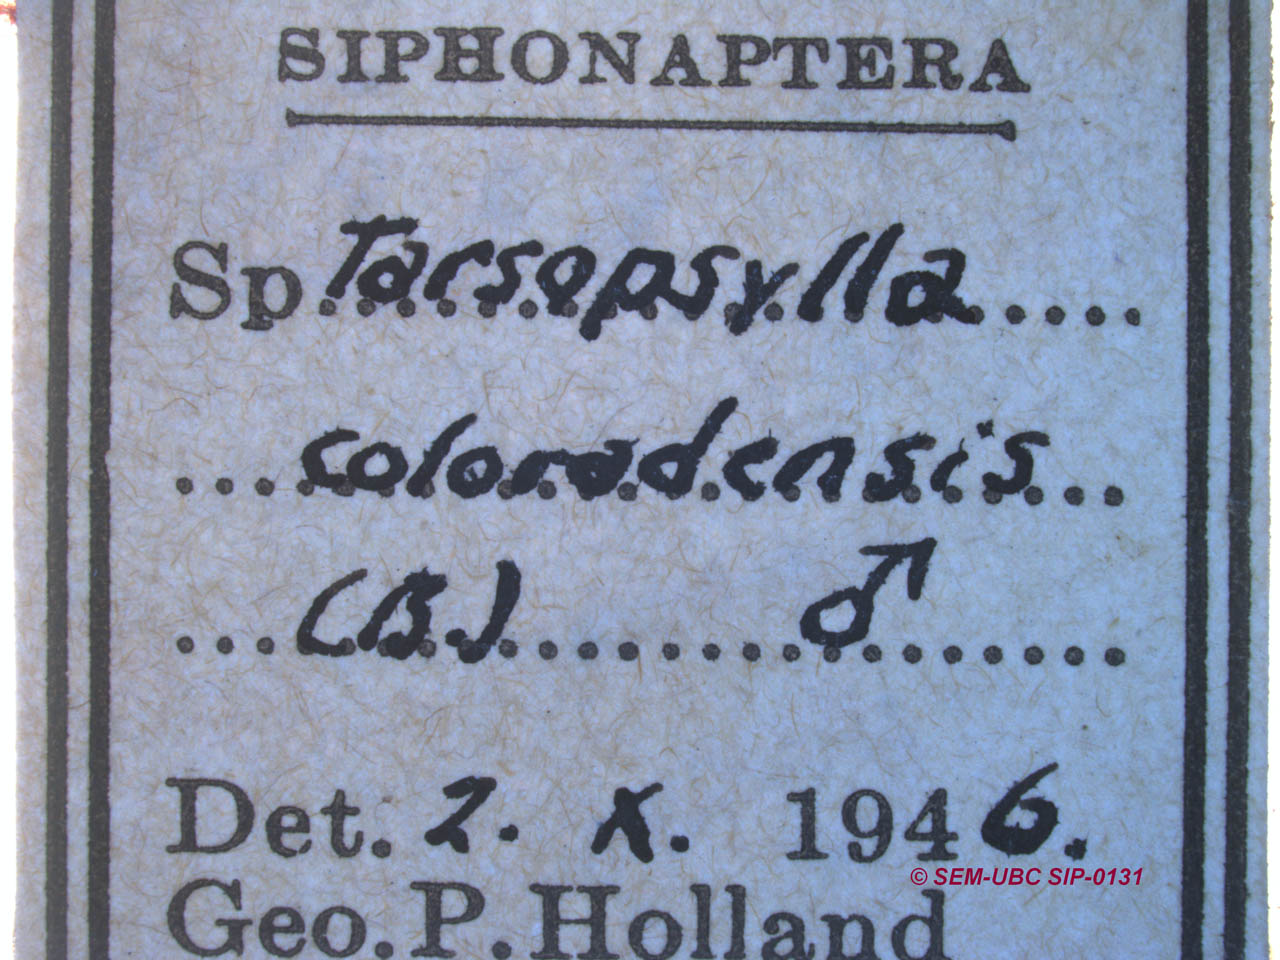 SIPHONAPTERA
Sp Tarsopsylla
coloradensis
(B.) ♂
Det. 2. X. 1946.
© SEM-UBC SIP-0131
Geo. P. Holland